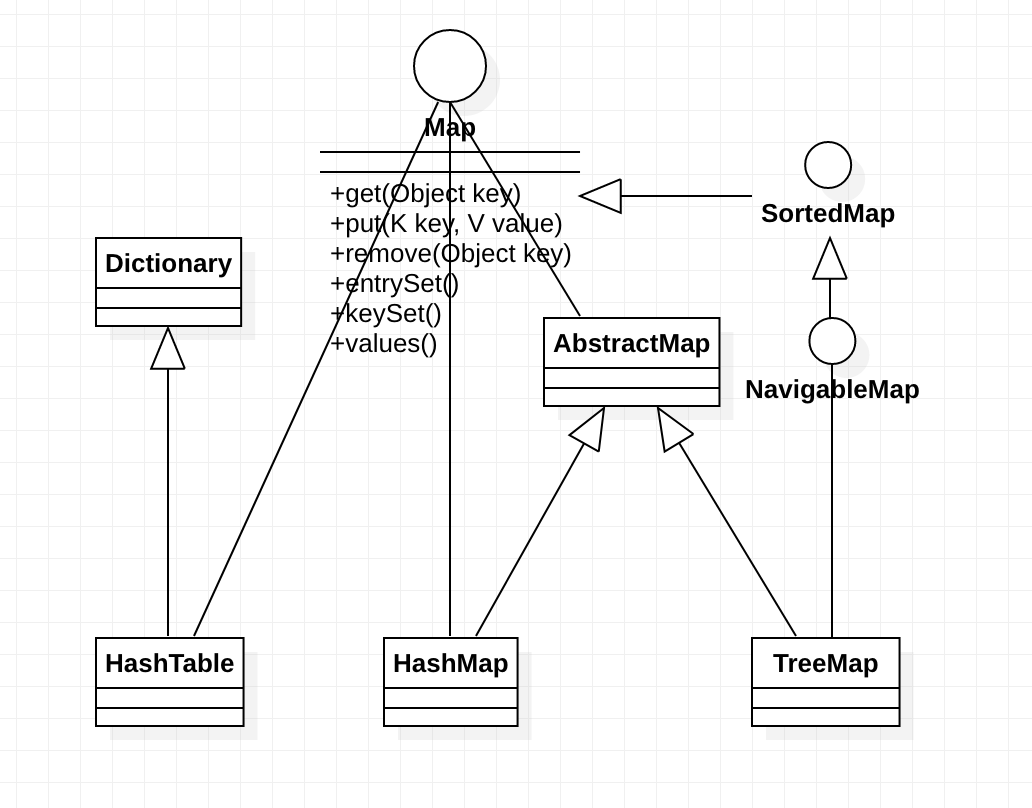 Map
+get(Object key)
+put(K key, V value)
+remove(Object key)
+entrySet()
+keySet()
+values()
SortedMap
Dictionary
AbstractMap
NavigableMap
HashTable
HashMap
TreeMap